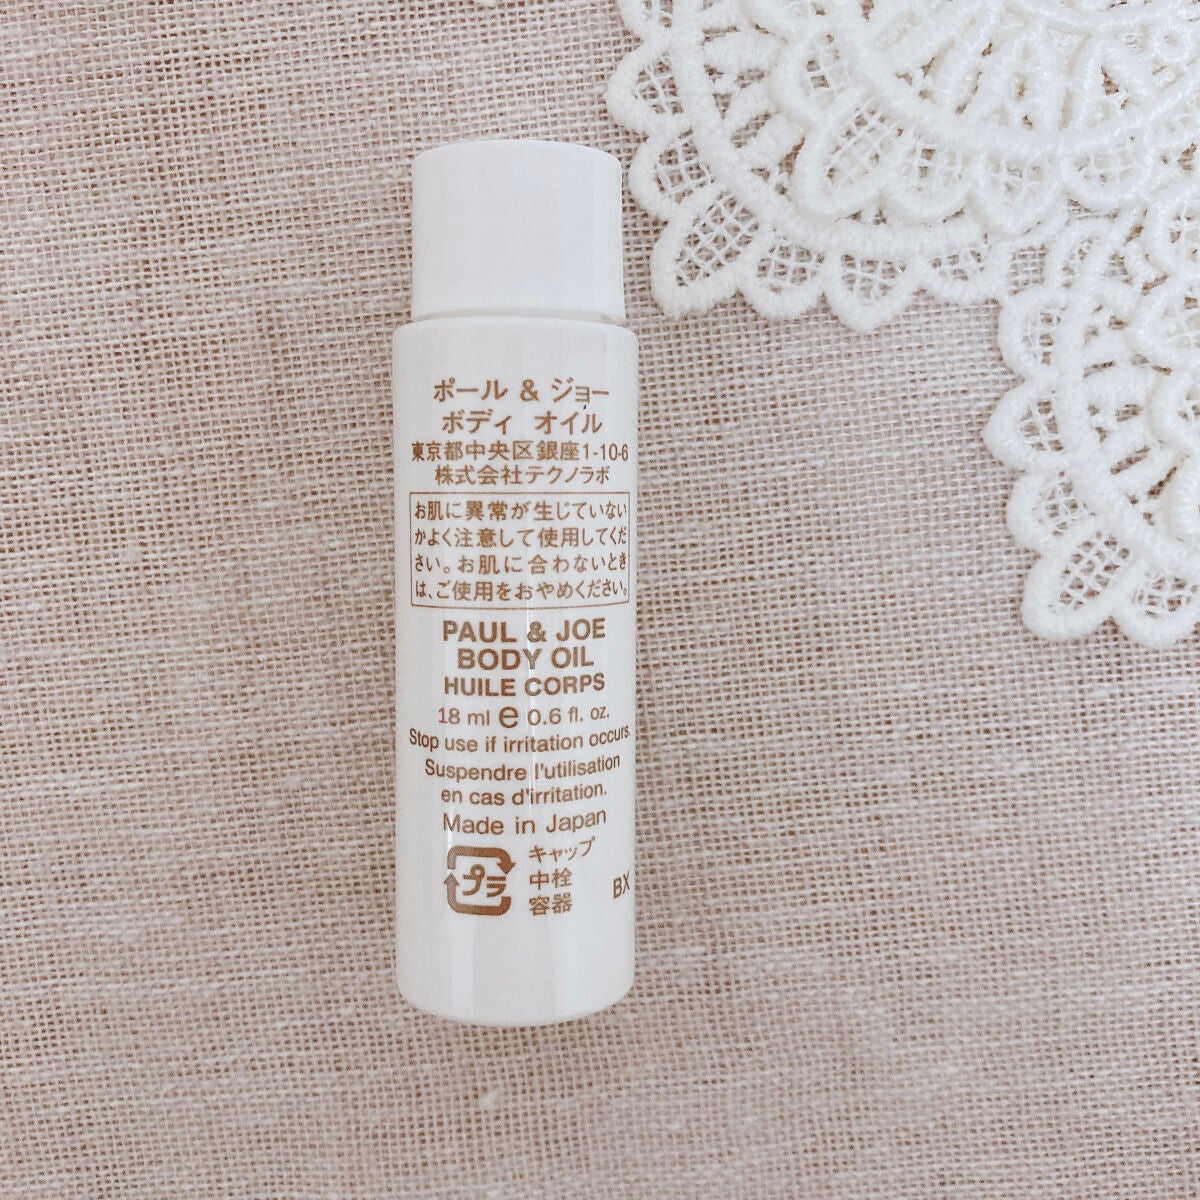 ポール & ジョー
ボディ オイル
東京都中央区銀座1-10-6
株式会社テクノラボ
お肌に異常が生じていない
かよく注意して使用してくだ
さい。お肌に合わないとき
は、ご使用をおやめください。
PAUL & JOE
BODY OIL
HUILE CORPS
18 ml e 0.6 fl. oz.
Stop use if irritation occurs.
Suspendre l'utilisation
en cas d'irritation.
Made in Japan
プラ
キャップ
中栓
容器
BX